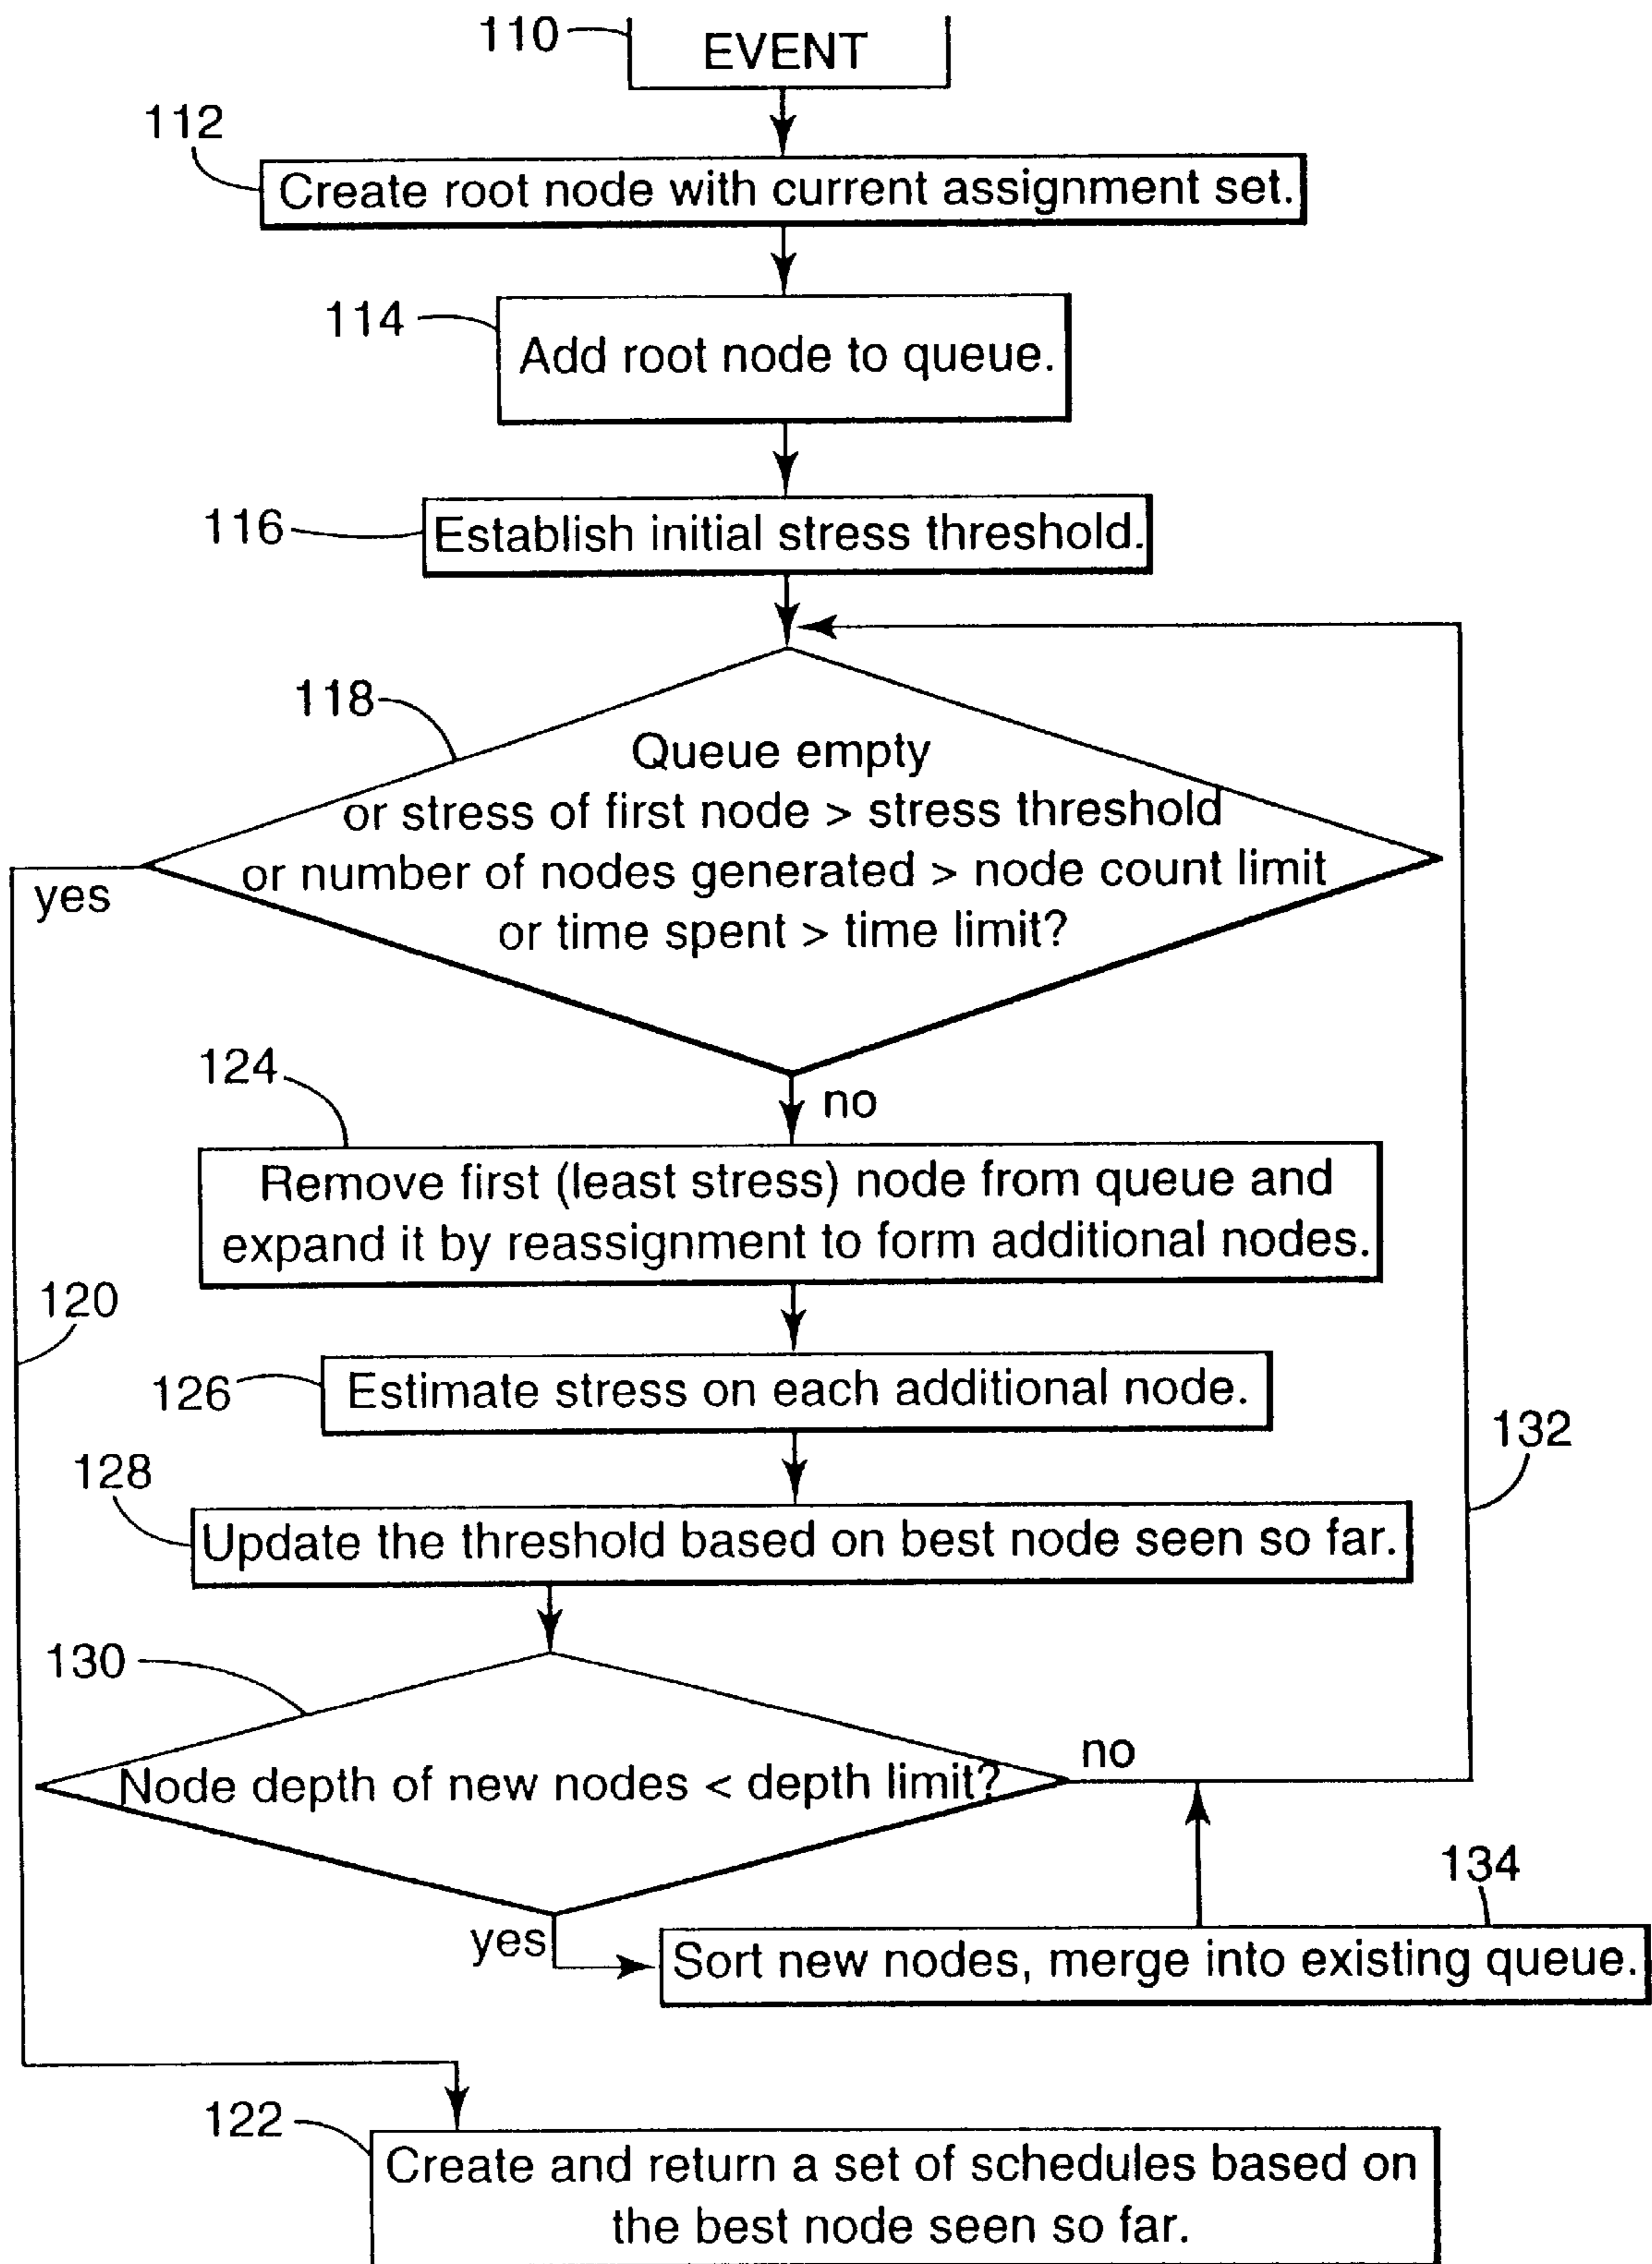 110
EVENT
112
Create root node with current assignment set.
114
Add root node to queue.
116
Establish initial stress threshold.
118
Queue empty
or stress of first node > stress threshold
or number of nodes generated > node count limit
or time spent > time limit?
yes
124
no
Remove first (least stress) node from queue and
expand it by reassignment to form additional nodes.
120
126
Estimate stress on each additional node.
132
128
Update the threshold based on best node seen so far.
130
no
Node depth of new nodes < depth limit?
134
yes
Sort new nodes, merge into existing queue.
122
Create and return a set of schedules based on
the best node seen so far.